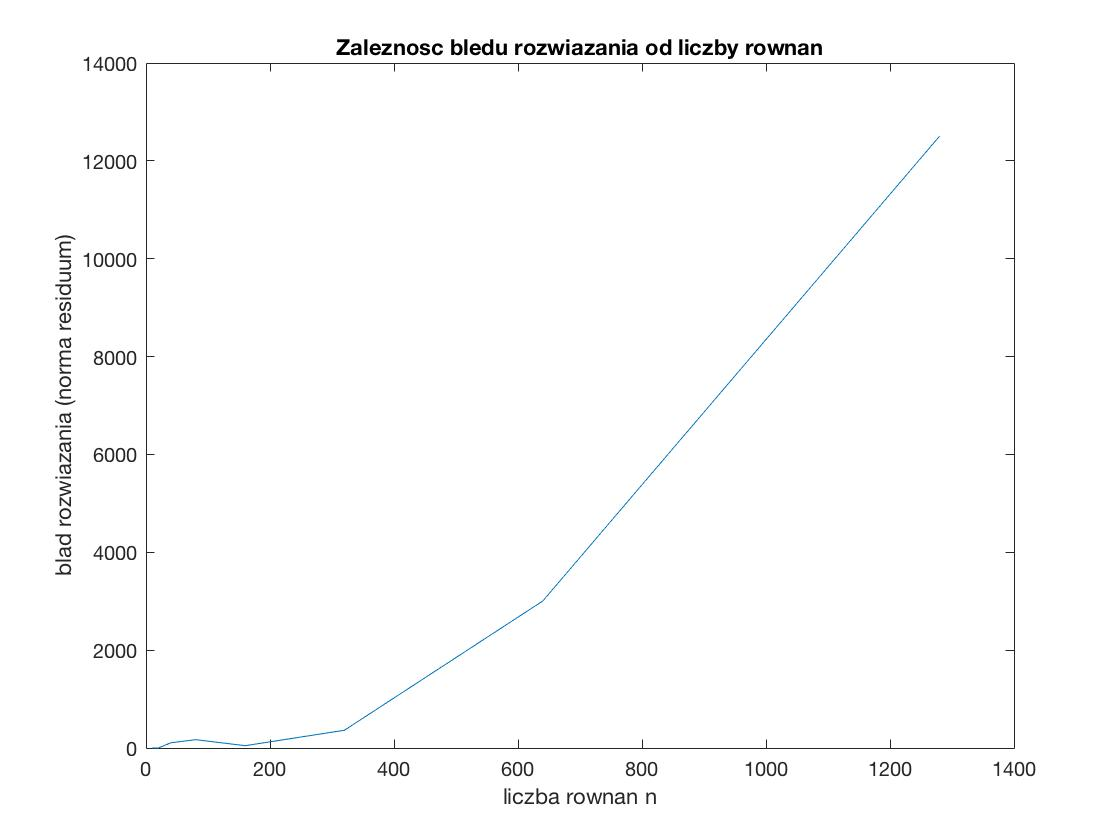 Zaleznosc bledu rozwiazania od liczby rownan
14000
12000
10000
8000
6000
4000
2000
0
blad rozwiazania (norma residuum)
0 200 400 600 800 1000 1200 1400
liczba rownan n